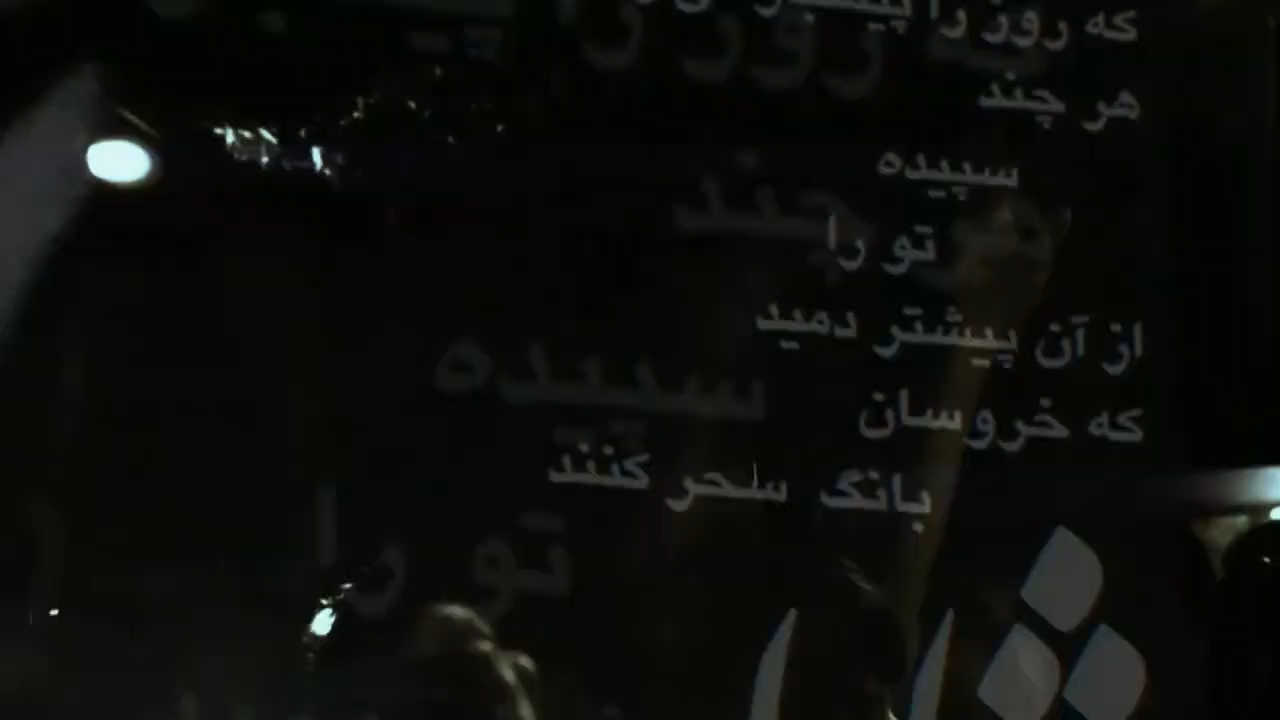 که روز را
هر چند
سپیده
تو را
از آن پیشتر دمید
که خروسان
بانگ سحر کنند